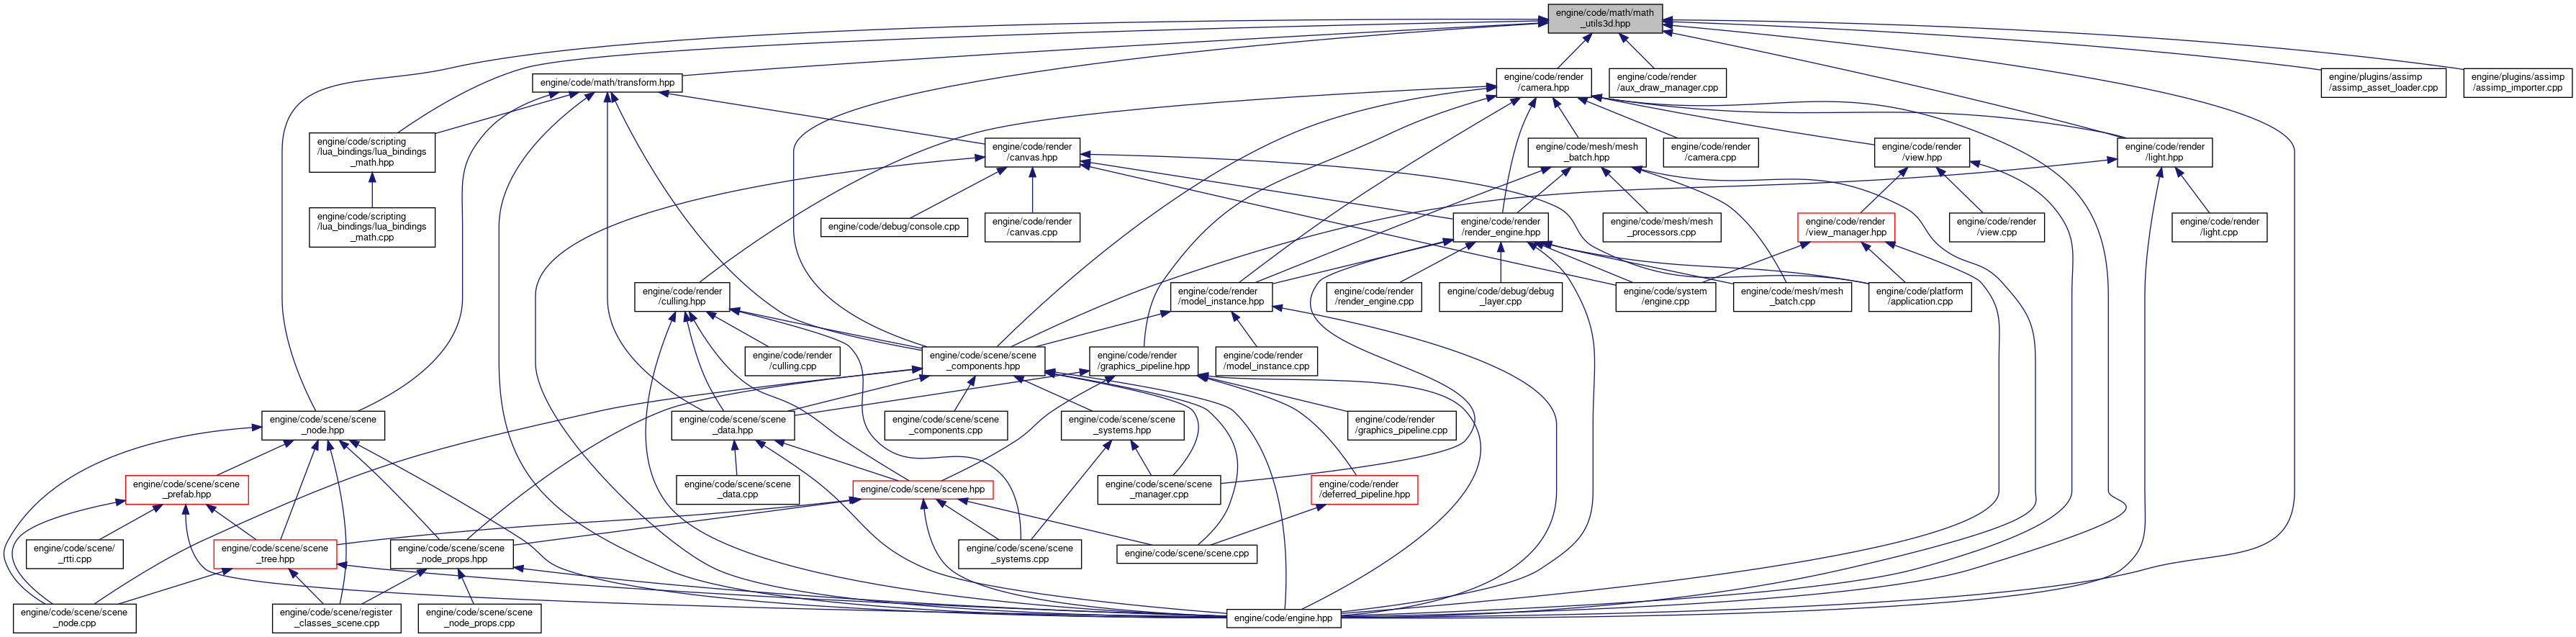 engine/code/math/math
_utils3d.hpp
engine/code/math/transform.hpp
engine/code/render
/camera.hpp
engine/code/render
/aux_draw_manager.cpp
engine/plugins/assimp
/assimp_asset_loader.cpp
engine/plugins/assimp
/assimp_importer.cpp
engine/code/scripting
/lua_bindings/lua_bindings
_math.hpp
engine/code/render
/canvas.hpp
engine/code/mesh/mesh
_batch.hpp
engine/code/render
/camera.cpp
engine/code/render
/view.hpp
engine/code/render
/light.hpp
engine/code/scripting
/lua_bindings/lua_bindings
_math.cpp
engine/code/debug/console.cpp
engine/code/render
/canvas.cpp
engine/code/render
/render_engine.hpp
engine/code/mesh/mesh
_processors.cpp
engine/code/render
/view_manager.hpp
engine/code/render
/view.cpp
engine/code/render
/light.cpp
engine/code/render
/culling.hpp
engine/code/render
/model_instance.hpp
engine/code/render
/render_engine.cpp
engine/code/debug/debug
_layer.cpp
engine/code/system
/engine.cpp
engine/code/mesh/mesh
_batch.cpp
engine/code/platform
/application.cpp
engine/code/render
/culling.cpp
engine/code/scene/scene
_components.hpp
engine/code/render
/graphics_pipeline.hpp
engine/code/render
/model_instance.cpp
engine/code/scene/scene
_node.hpp
engine/code/scene/scene
_data.hpp
engine/code/scene/scene
_components.cpp
engine/code/scene/scene
_systems.hpp
engine/code/render
/graphics_pipeline.cpp
engine/code/scene/scene
_prefab.hpp
engine/code/scene/scene
_data.cpp
engine/code/scene/scene.hpp
engine/code/scene/scene
_manager.cpp
engine/code/render
/deferred_pipeline.hpp
engine/code/scene/
_rtti.cpp
engine/code/scene/scene
_tree.hpp
engine/code/scene/scene
_node_props.hpp
engine/code/scene/scene
_systems.cpp
engine/code/scene/scene.cpp
engine/code/scene/scene
_node.cpp
engine/code/scene/register
_classes_scene.cpp
engine/code/scene/scene
_node_props.cpp
engine/code/engine.hpp